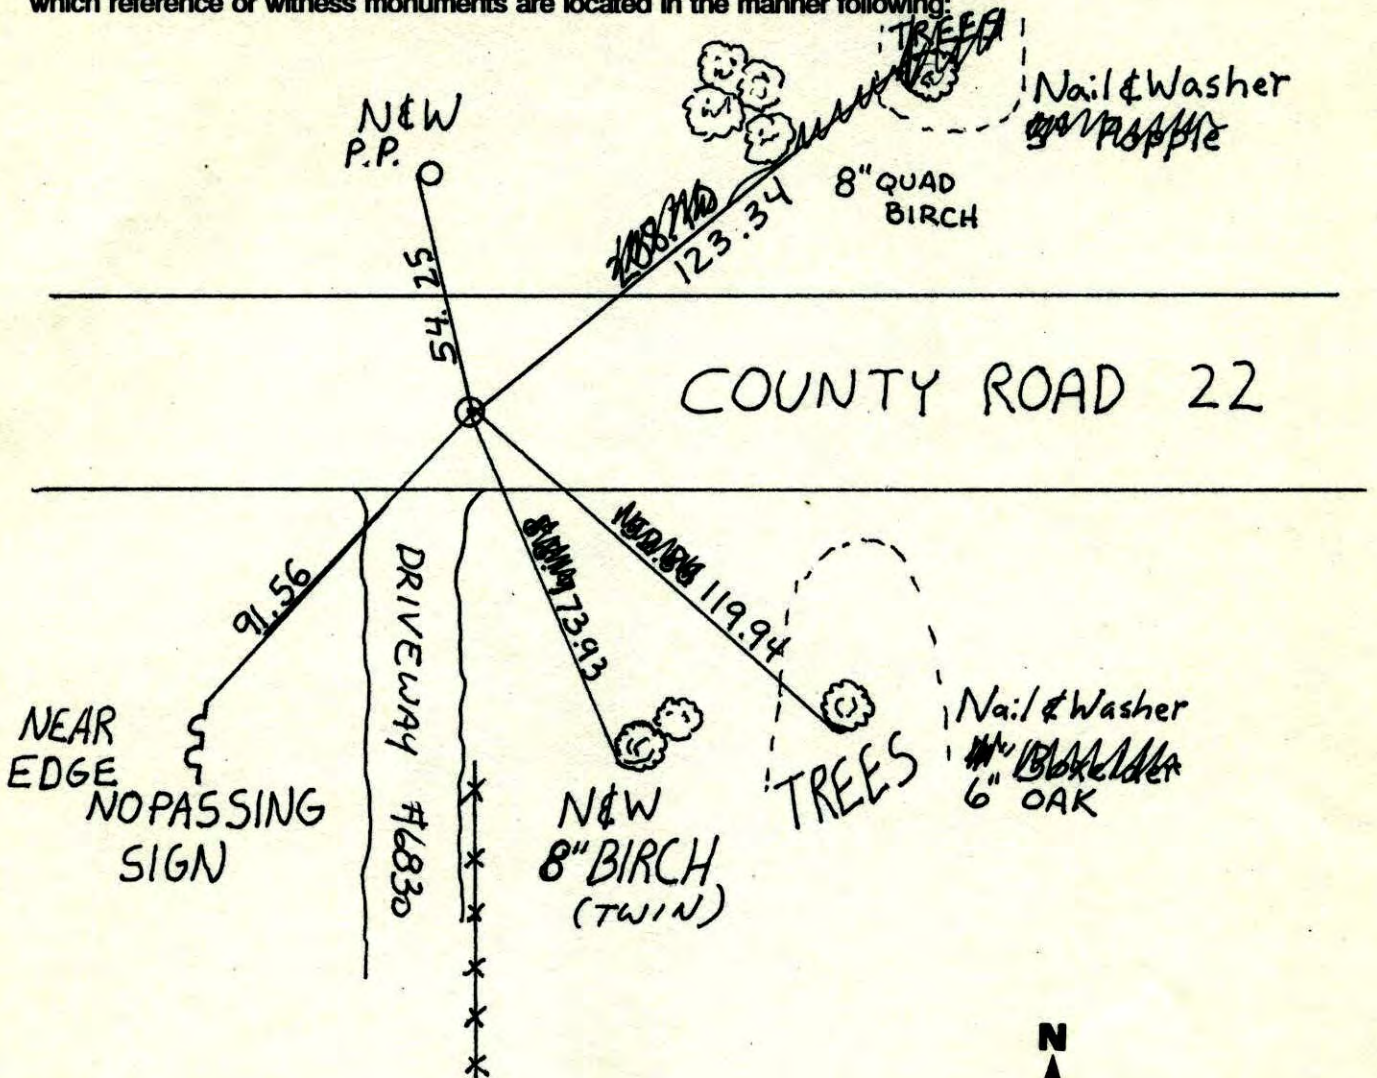 which reference or witness monuments are located in the manner following:
TREES
N&W
P.P.
Nail & Washer
8" QUAD
BIRCH
123.34
54.25
COUNTY ROAD 22
91.56
DRIVEWAY #6830
73.93
119.94
NEAR
EDGE
NO PASSING
SIGN
N&W
8" BIRCH
(TWIN)
TREES
Nail & Washer
6" OAK
N